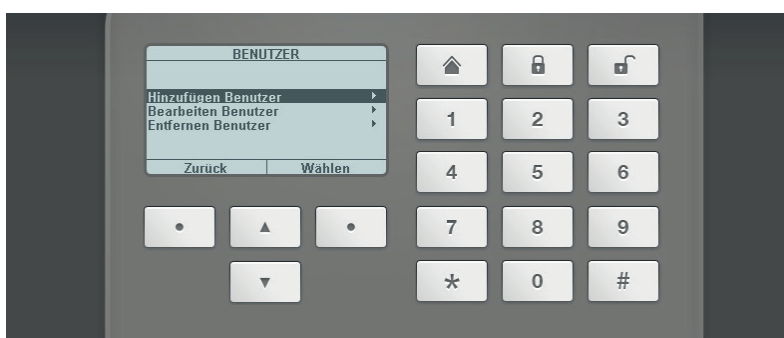 BENUTZER
Hinzufügen Benutzer
Bearbeiten Benutzer
Entfernen Benutzer
Zurück Wählen
1 2 3
4 5 6
7 8 9
* 0 #